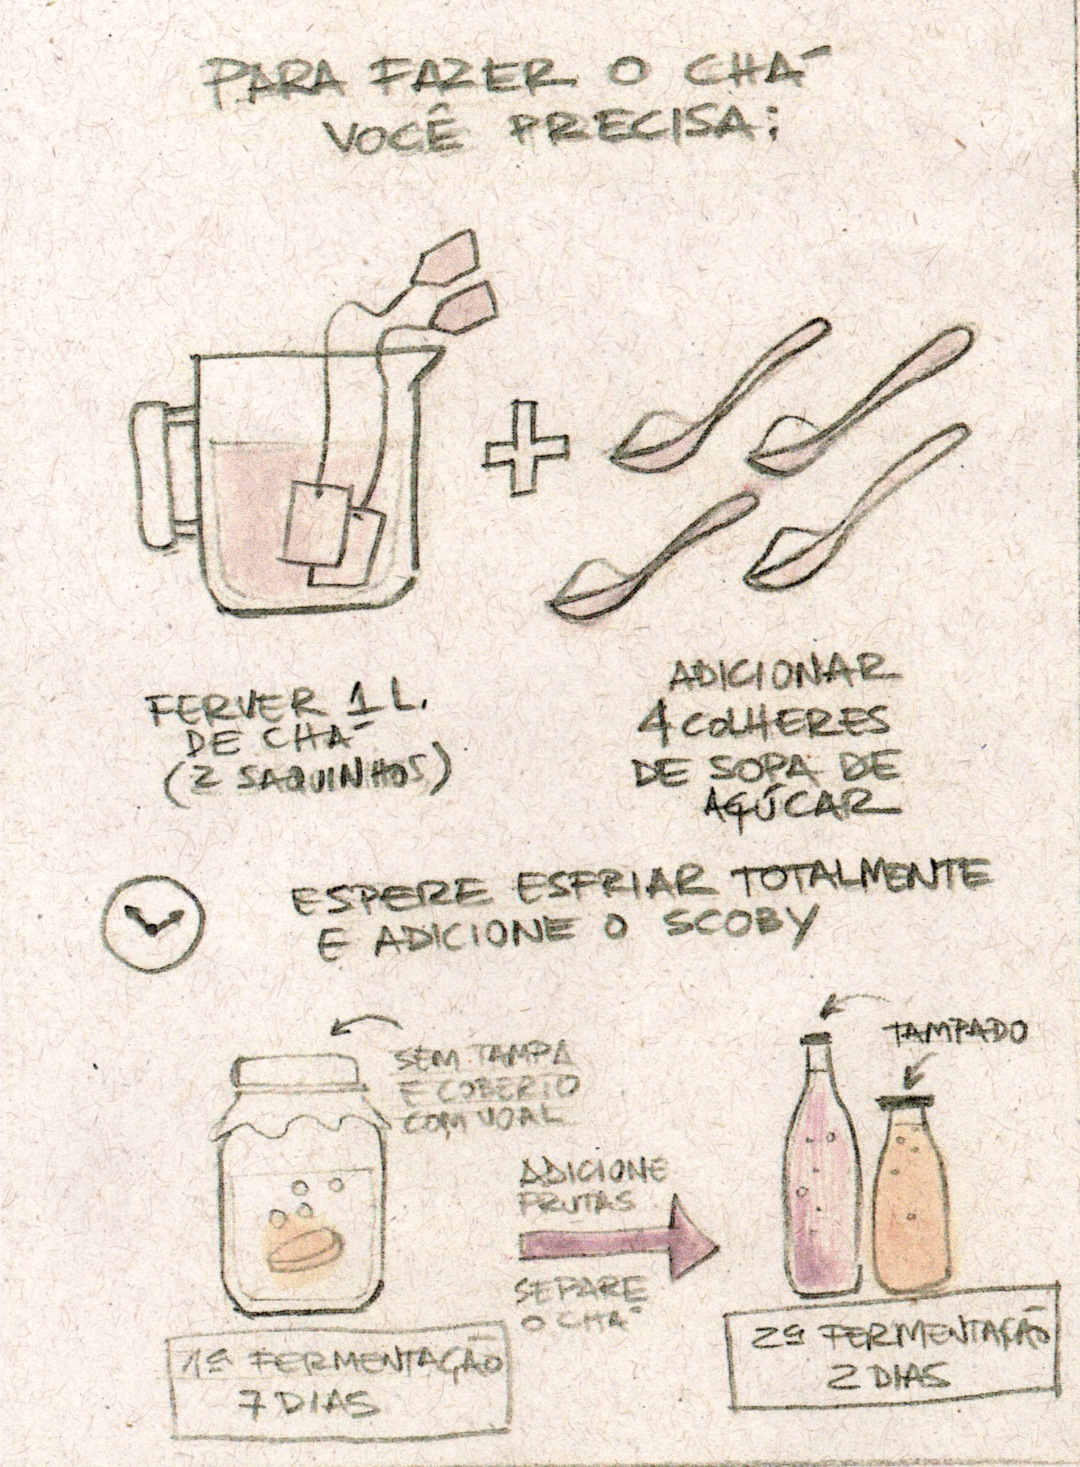 PARA FAZER O CHÁ
VOCÊ PRECISA:
FERVER 1 L.
DE CHÁ
(2 SAQUINHOS)
ADICIONAR
4 COLHERES
DE SOPA DE
AÇÚCAR
ESPERE ESFRIAR TOTALMENTE
E ADICIONE O SCOBY
SEM TAMPA
E COBERTO
COM VOAL
ADICIONE
FRUTAS
SEPARE
O CHÁ
TAMPADO
1ª FERMENTAÇÃO
7 DIAS
2ª FERMENTAÇÃO
2 DIAS